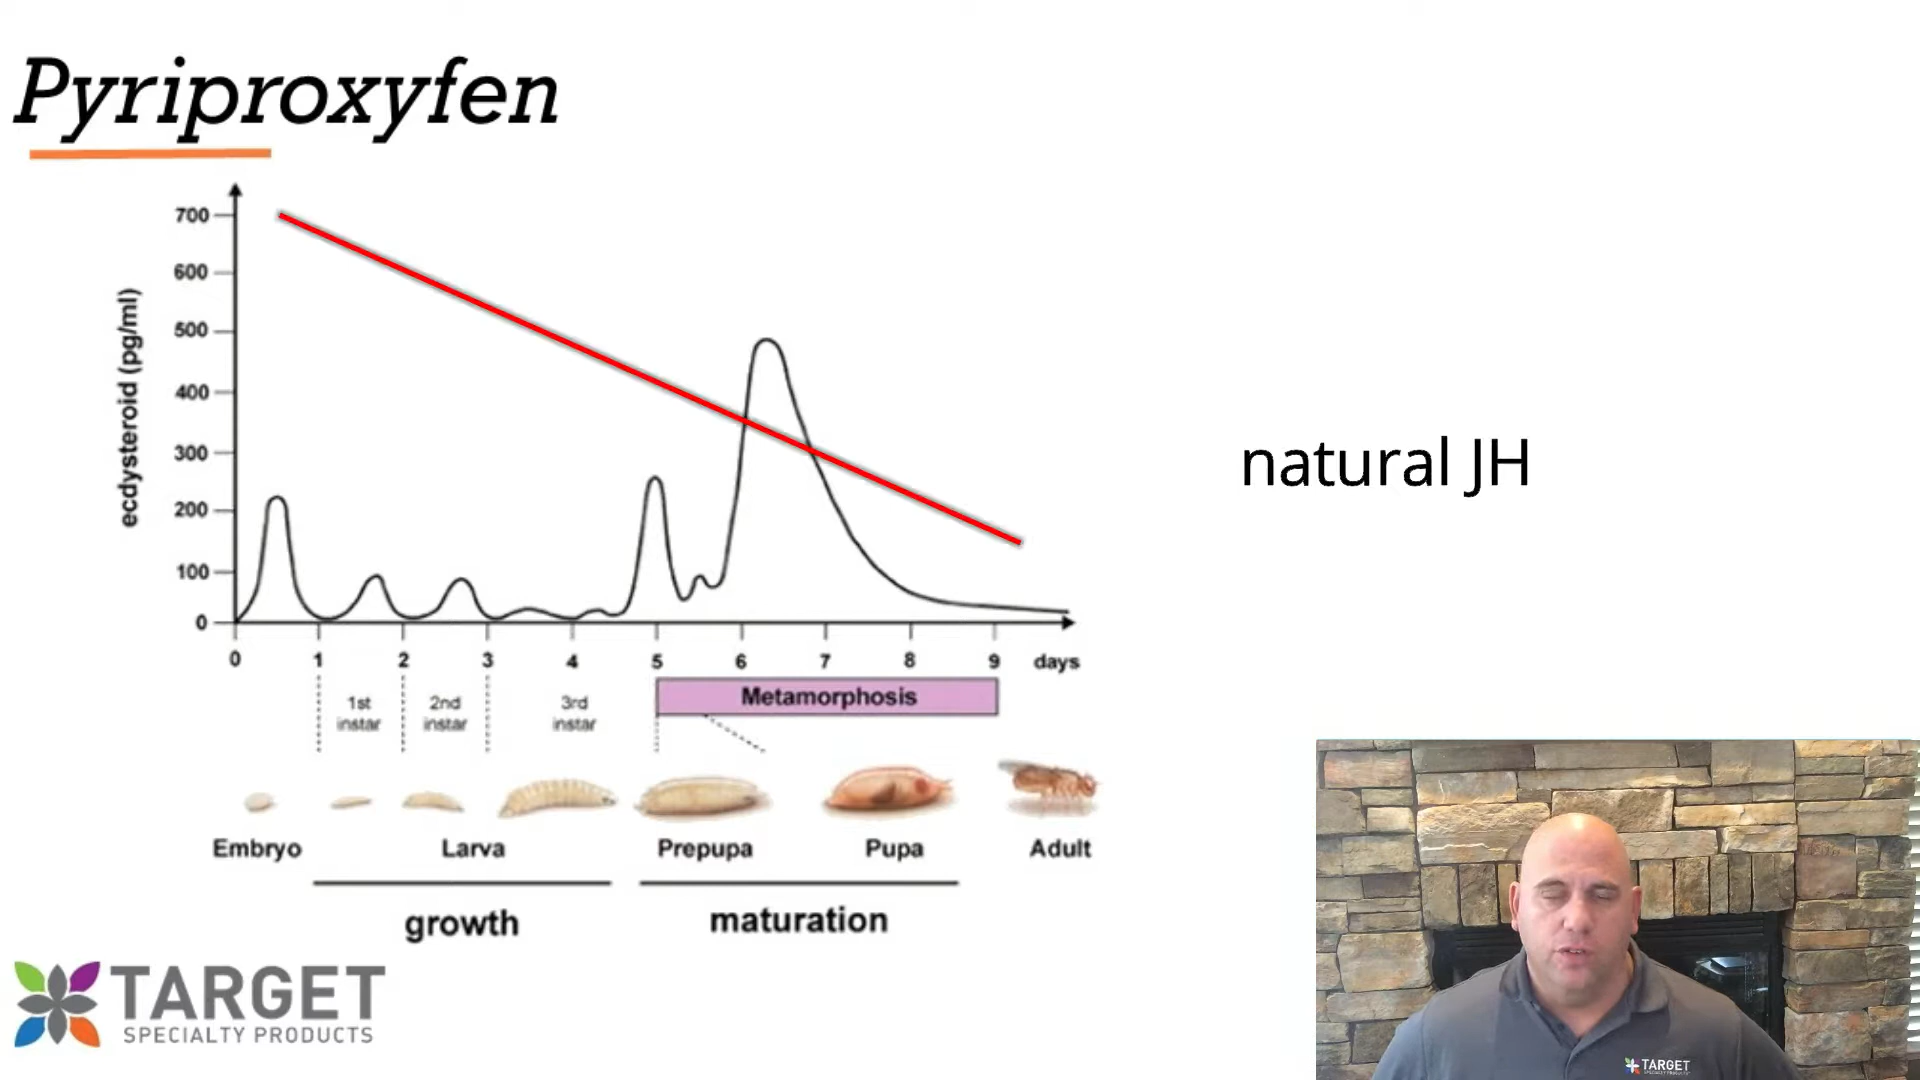 Pyriproxyfen
700
600
500
400
300
200
100
0
ecdysteroid (pg/ml)
natural JH
0 1 2 3 4 5 6 7 8 9 days
1st instar
2nd instar
3rd instar
Metamorphosis
Embryo Larva Prepupa Pupa Adult
growth maturation
TARGET
SPECIALTY PRODUCTS
TARGET
SPECIALTY PRODUCTS